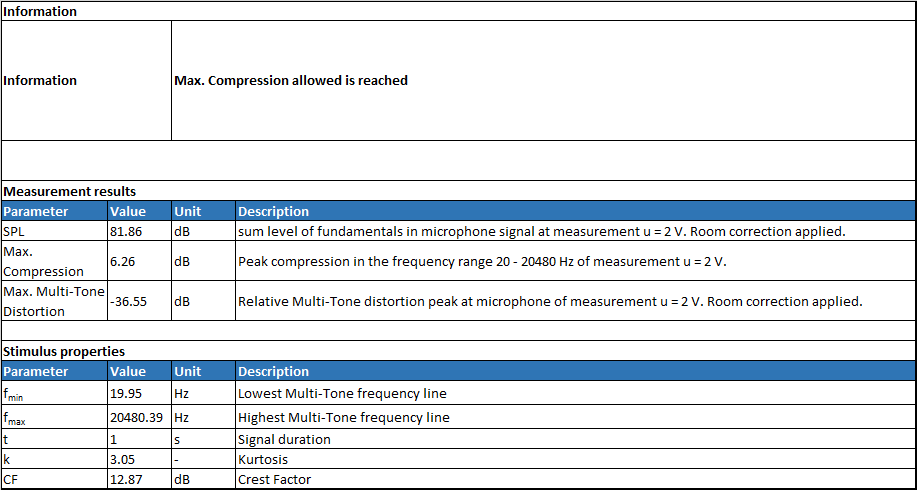 Information
Information Max. Compression allowed is reached
Measurement results
Parameter Value Unit Description
SPL 81.86 dB sum level of fundamentals in microphone signal at measurement u = 2 V. Room correction applied.
Max.
Compression 6.26 dB Peak compression in the frequency range 20 - 20480 Hz of measurement u = 2 V.
Max. Multi-Tone
Distortion -36.55 dB Relative Multi-Tone distortion peak at microphone of measurement u = 2 V. Room correction applied.
Stimulus properties
Parameter Value Unit Description
fmin 19.95 Hz Lowest Multi-Tone frequency line
fmax 20480.39 Hz Highest Multi-Tone frequency line
t 1 s Signal duration
k 3.05 - Kurtosis
CF 12.87 dB Crest Factor